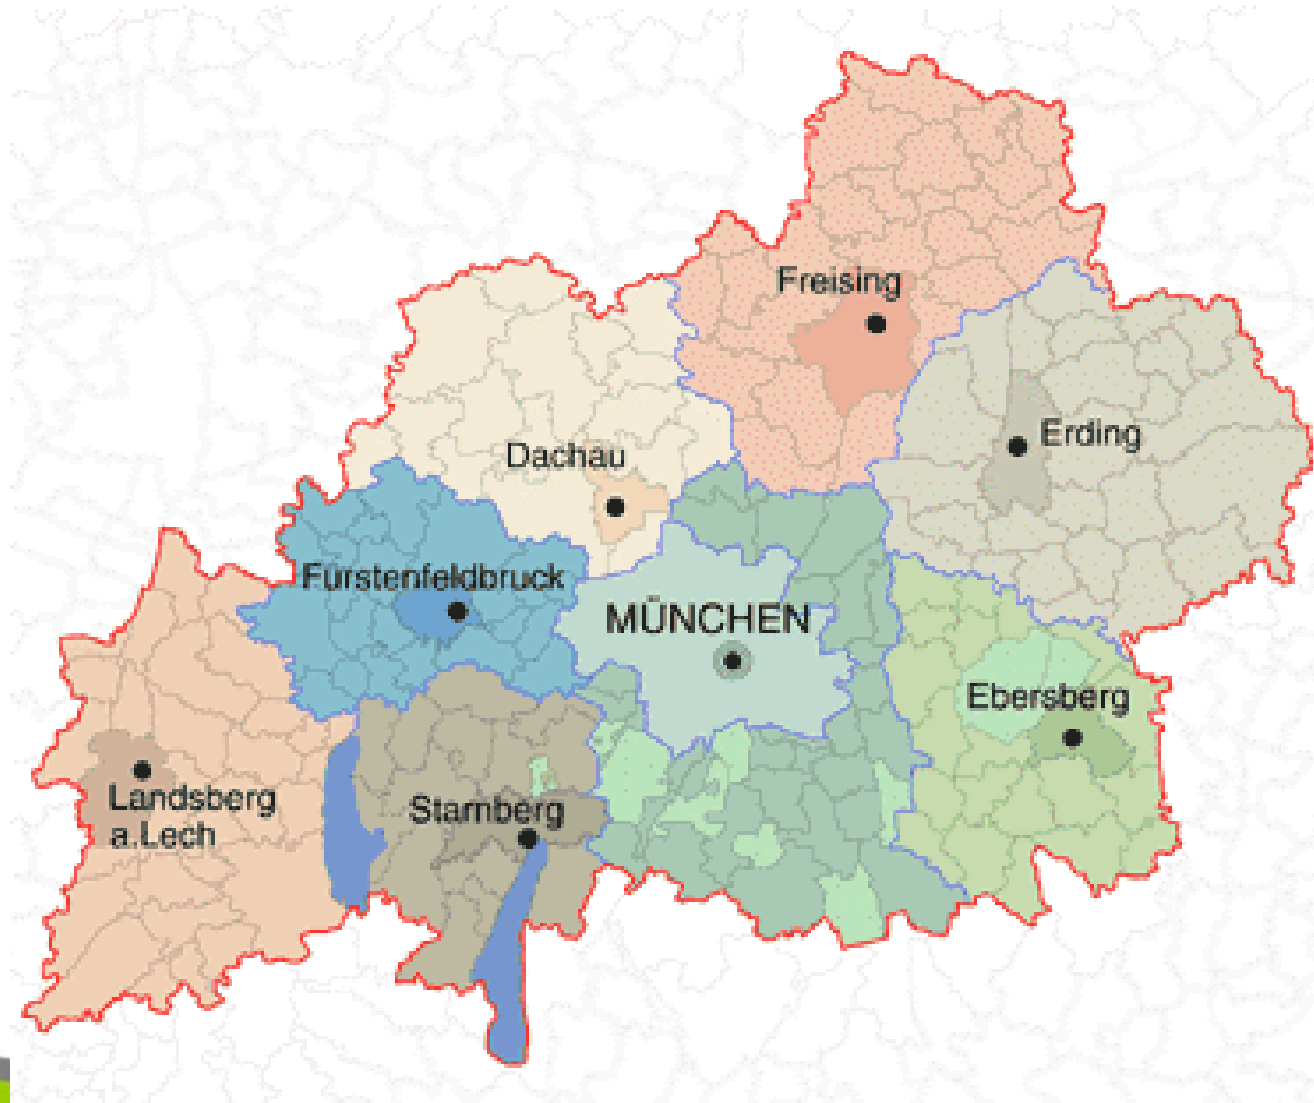 Freising
Erding
Dachau
Fürstenfeldbruck
MÜNCHEN
Ebersberg
Landsberg
a.Lech
Starnberg